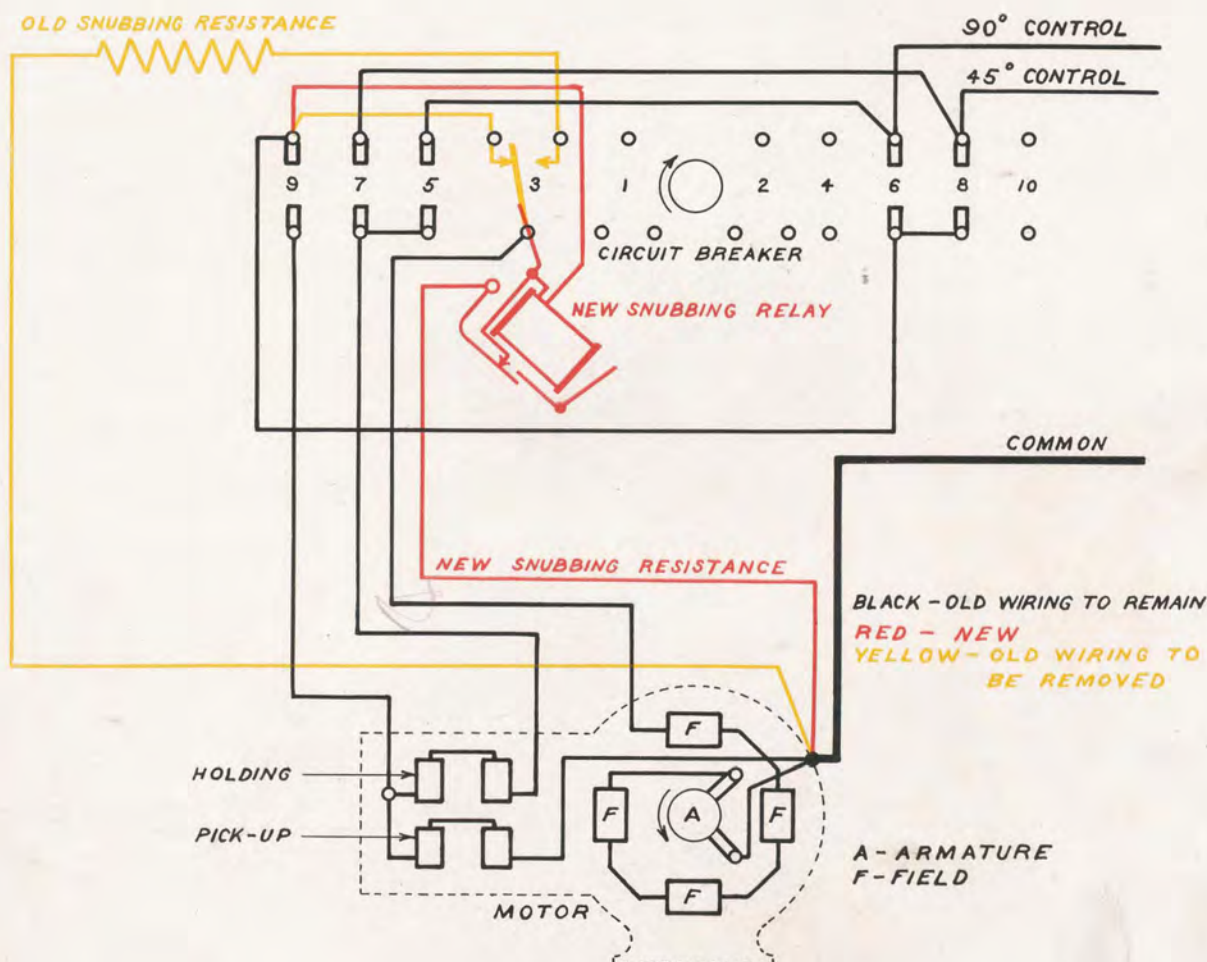 OLD SNUBBING RESISTANCE
90° CONTROL
45° CONTROL
9 7 5 3 1 2 4 6 8 10
CIRCUIT BREAKER
NEW SNUBBING RELAY
COMMON
NEW SNUBBING RESISTANCE
BLACK - OLD WIRING TO REMAIN
RED - NEW
YELLOW - OLD WIRING TO
BE REMOVED
F
HOLDING
F A F
PICK-UP
A - ARMATURE
F - FIELD
F
MOTOR